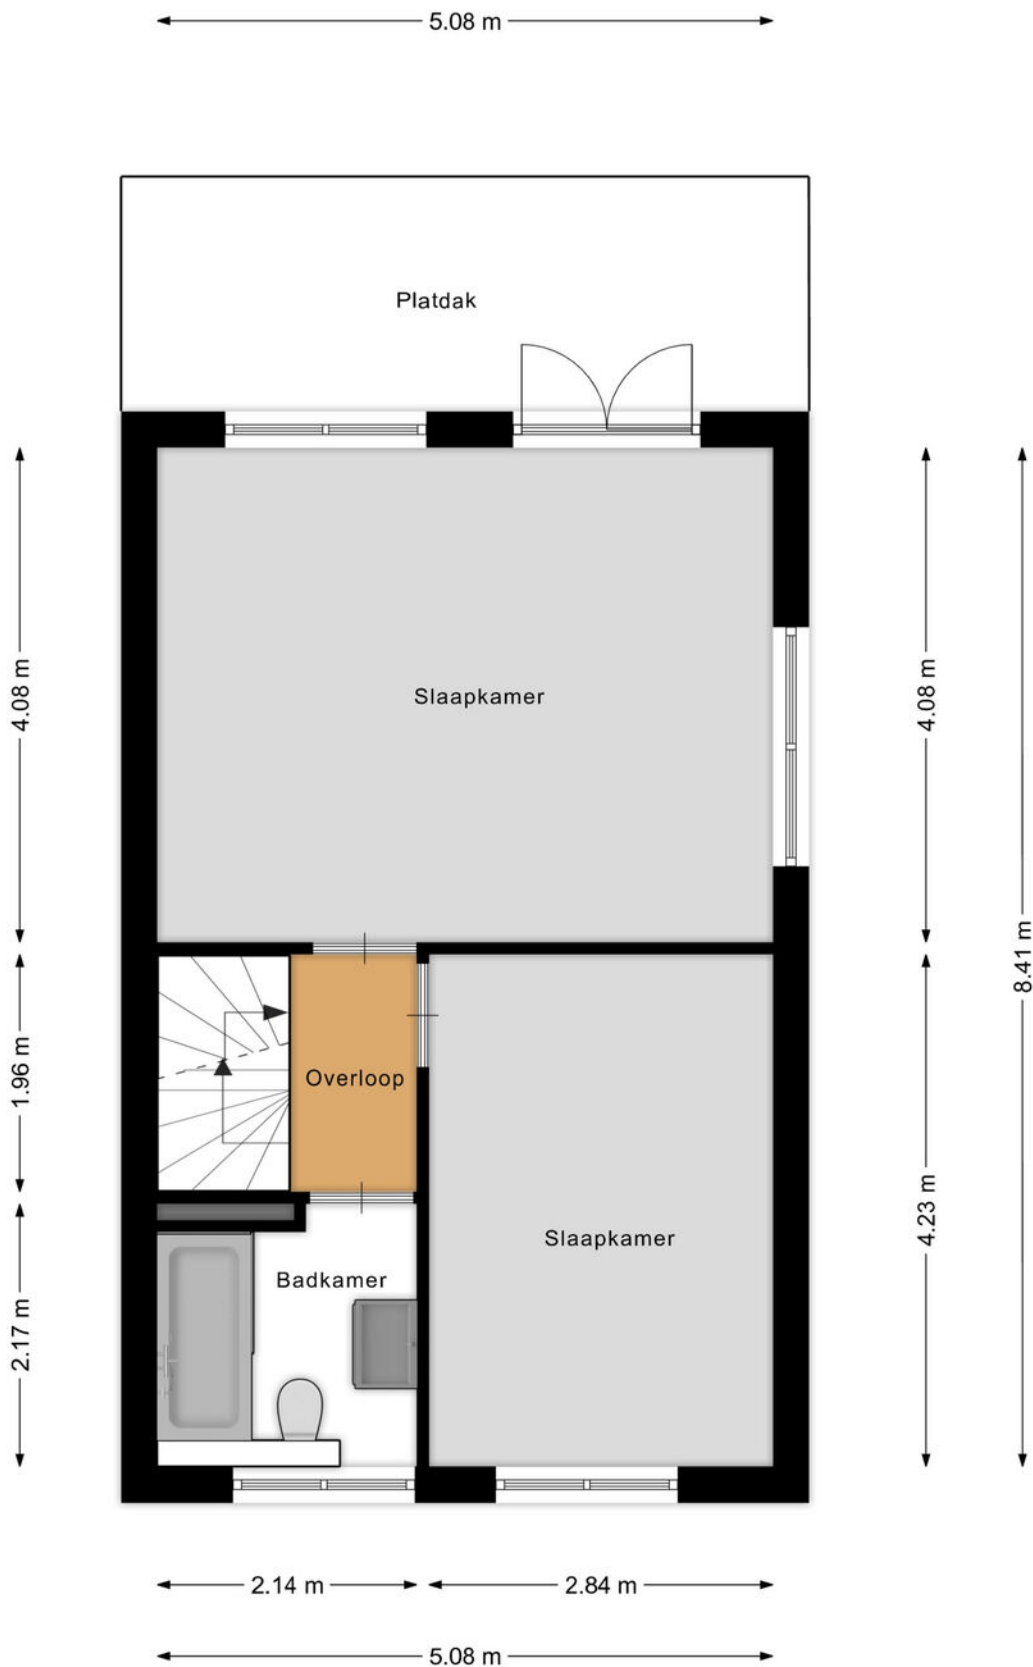 5.08 m
Platdak
4.08 m
Slaapkamer
4.08 m
8.41 m
1.96 m
Overloop
4.23 m
Slaapkamer
Badkamer
2.17 m
2.14 m
2.84 m
5.08 m